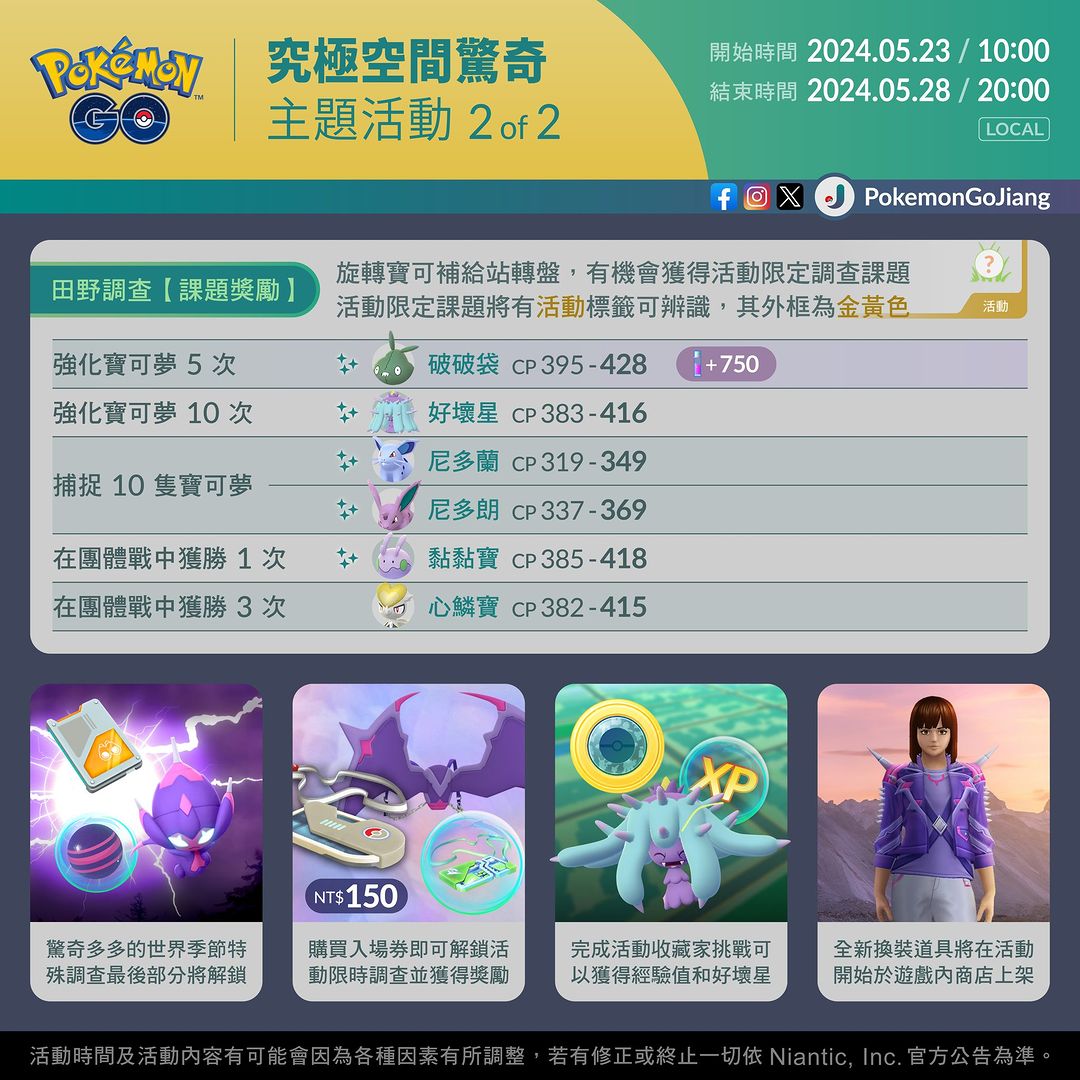 POKÉMON GO™
究極空間驚奇
主題活動 2 of 2
開始時間 2024.05.23 / 10:00
結束時間 2024.05.28 / 20:00
LOCAL
PokemonGoJiang
田野調查【課題獎勵】
旋轉寶可補給站轉盤，有機會獲得活動限定調查課題
活動限定課題將有活動標籤可辨識，其外框為金黃色
?
活動
強化寶可夢 5 次 破破袋 CP 395-428 +750
強化寶可夢 10 次 好壞星 CP 383-416
捕捉 10 隻寶可夢
尼多蘭 CP 319-349
尼多朗 CP 337-369
在團體戰中獲勝 1 次 黏黏寶 CP 385-418
在團體戰中獲勝 3 次 心鱗寶 CP 382-415
驚奇多多的世界季節特
殊調查最後部分將解鎖
NT$150
購買入場券即可解鎖活
動限時調查並獲得獎勵
XP
完成活動收藏家挑戰可
以獲得經驗值和好壞星
全新換裝道具將在活動
開始於遊戲內商店上架
活動時間及活動內容有可能會因為各種因素有所調整，若有修正或終止一切依 Niantic, Inc. 官方公告為準。